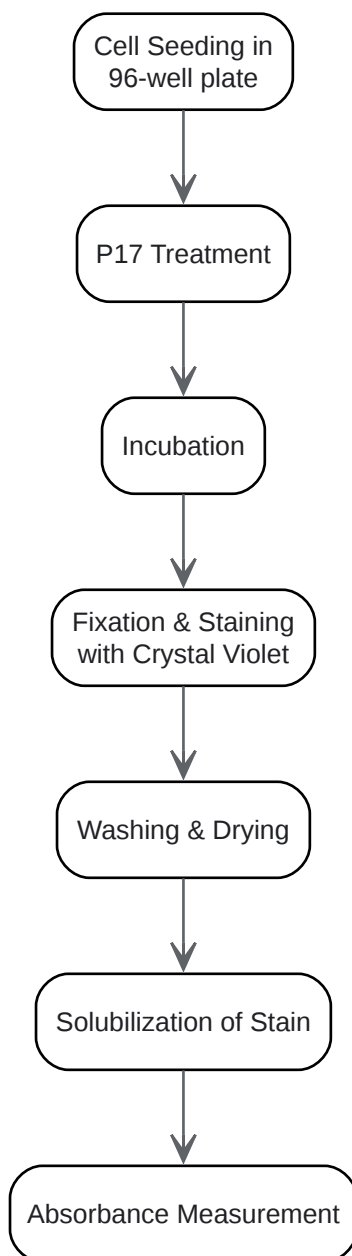 Cell Seeding in
96-well plate
P17 Treatment
Incubation
Fixation & Staining
with Crystal Violet
Washing & Drying
Solubilization of Stain
Absorbance Measurement